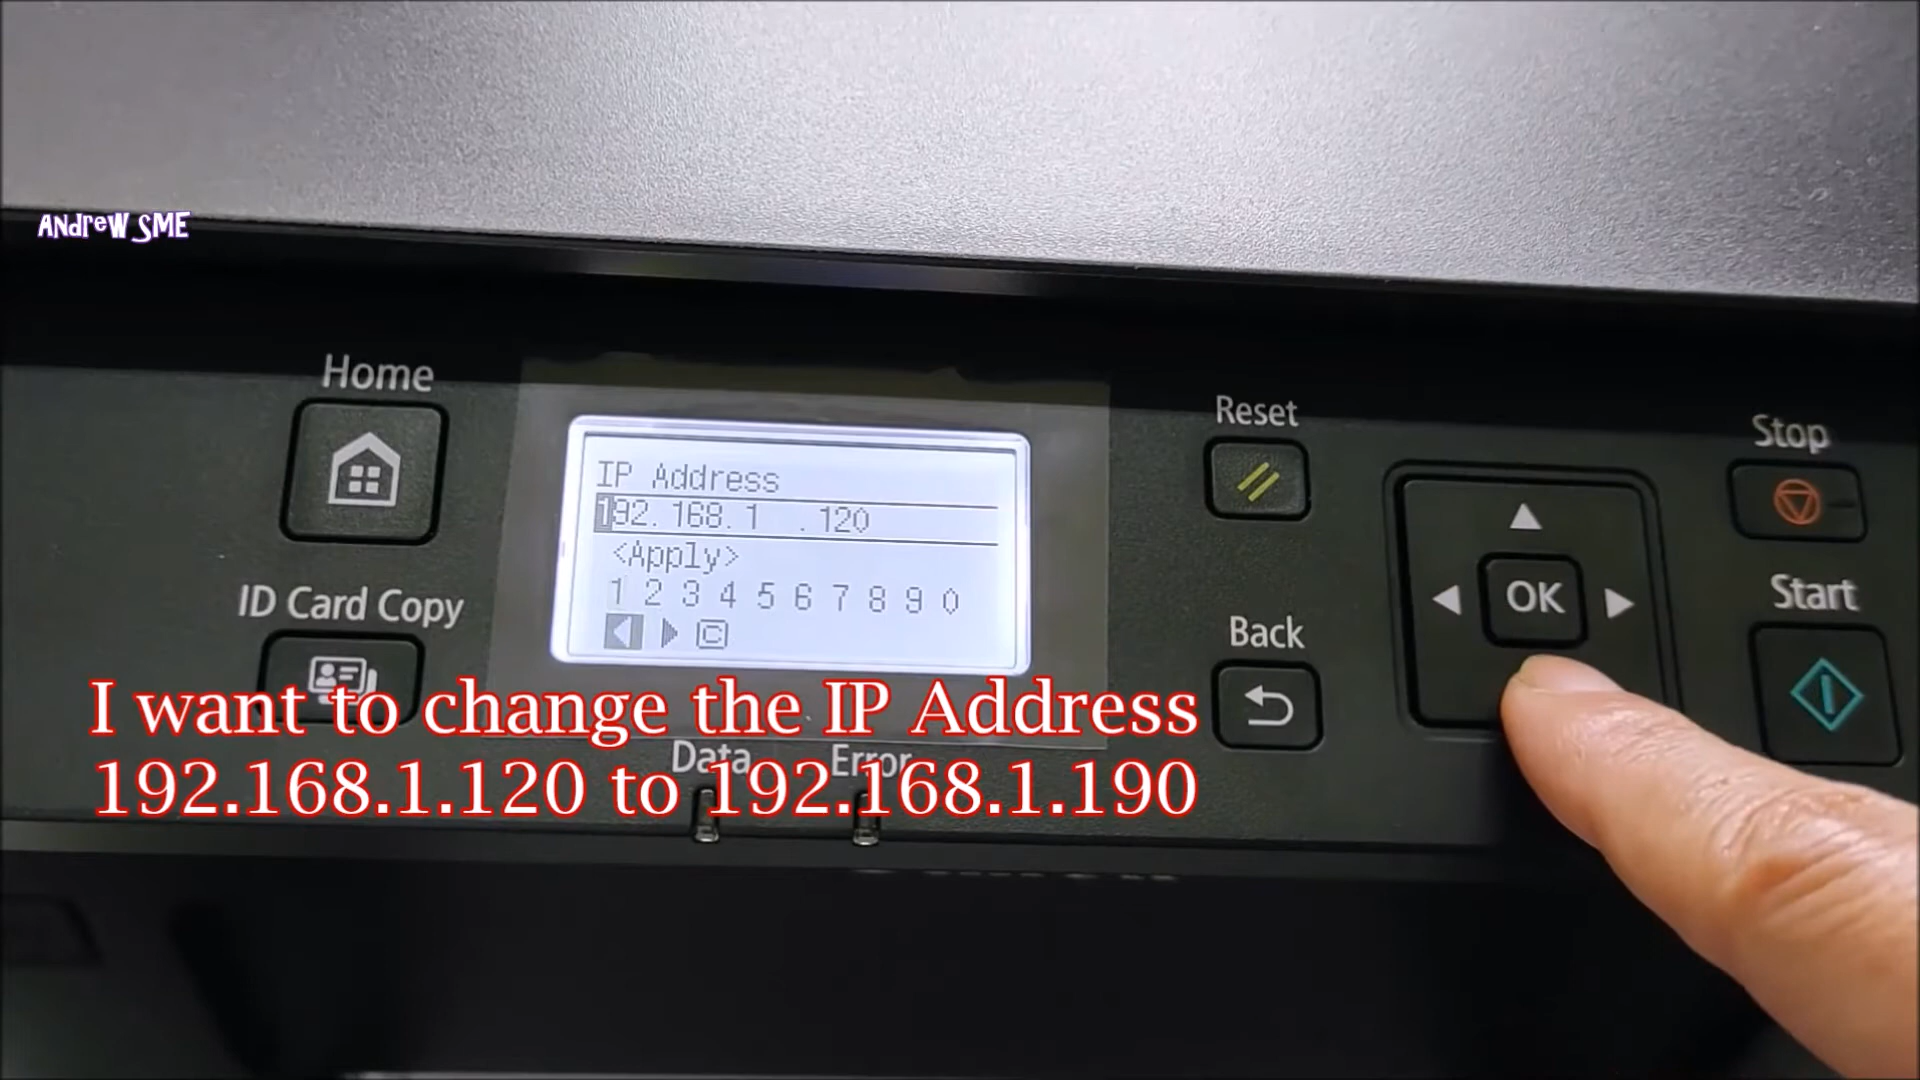 AndreW SME
Home
IP Address
192.168.1 .120
<Apply>
1 2 3 4 5 6 7 8 9 0
C
ID Card Copy
Reset
Back
OK
Stop
Start
Data
Error
I want to change the IP Address
192.168.1.120 to 192.168.1.190